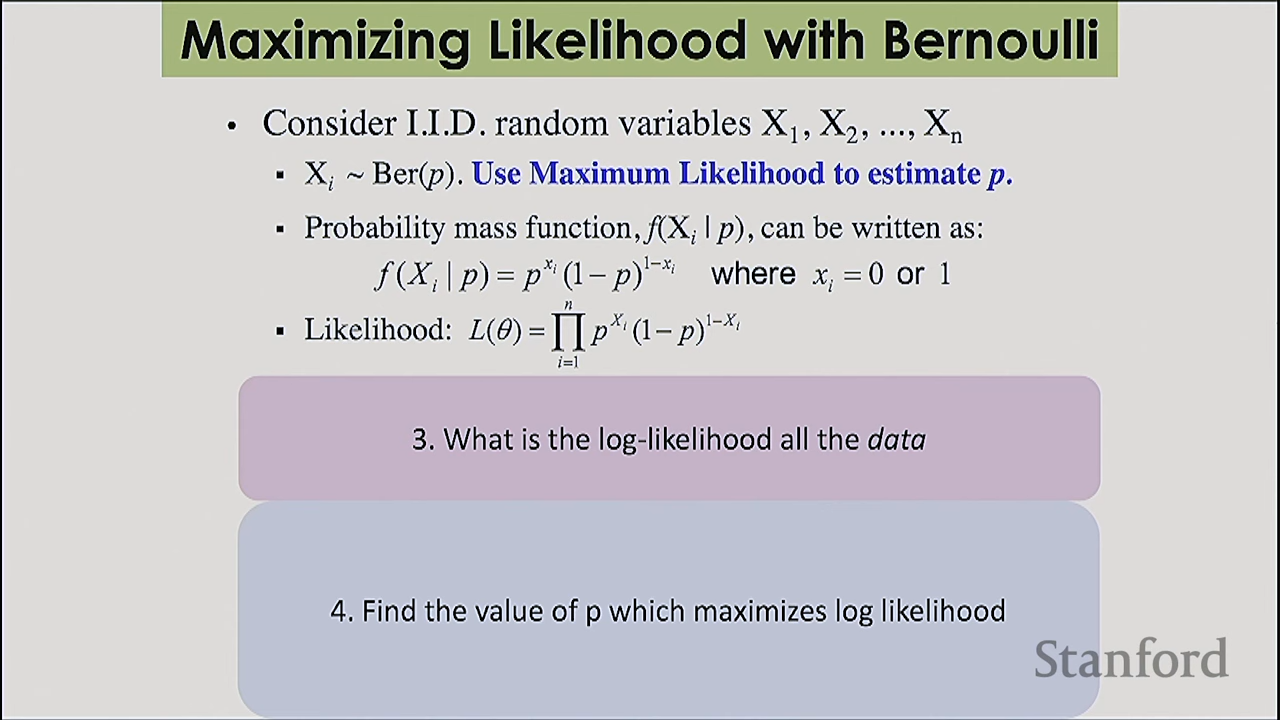 Maximizing Likelihood with Bernoulli
• Consider I.I.D. random variables X₁, X₂, ..., Xₙ
▪ Xᵢ ~ Ber(p). Use Maximum Likelihood to estimate p.
▪ Probability mass function, f(Xᵢ | p), can be written as:
f(Xᵢ | p) = p^{xᵢ} (1 − p)^{1−xᵢ} where xᵢ = 0 or 1
▪ Likelihood: L(θ) = ∏_{i=1}^{n} p^{Xᵢ} (1 − p)^{1−Xᵢ}
3. What is the log-likelihood all the data
4. Find the value of p which maximizes log likelihood
Stanford